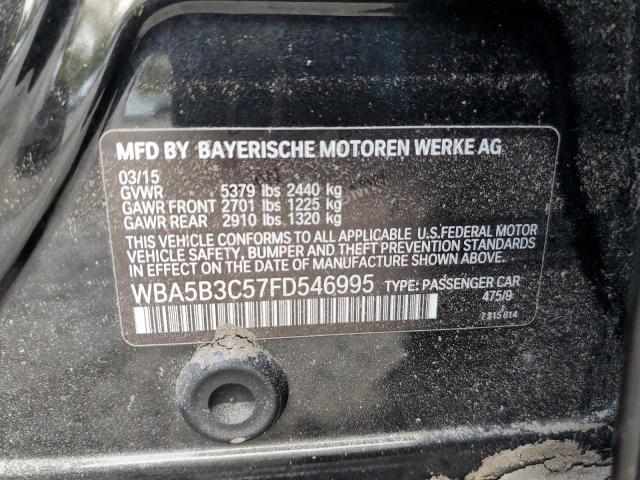 MFD BY BAYERISCHE MOTOREN WERKE AG
03/15
GVWR 5379 lbs 2440 kg
GAWR FRONT 2701 lbs 1225 kg
GAWR REAR 2910 lbs 1320 kg
THIS VEHICLE CONFORMS TO ALL APPLICABLE U.S.FEDERAL MOTOR
VEHICLE SAFETY, BUMPER AND THEFT PREVENTION STANDARDS
IN EFFECT ON THE DATE OF MANUFACTURE SHOWN ABOVE.
WBA5B3C57FD546995 TYPE: PASSENGER CAR
475/9
7 315 614